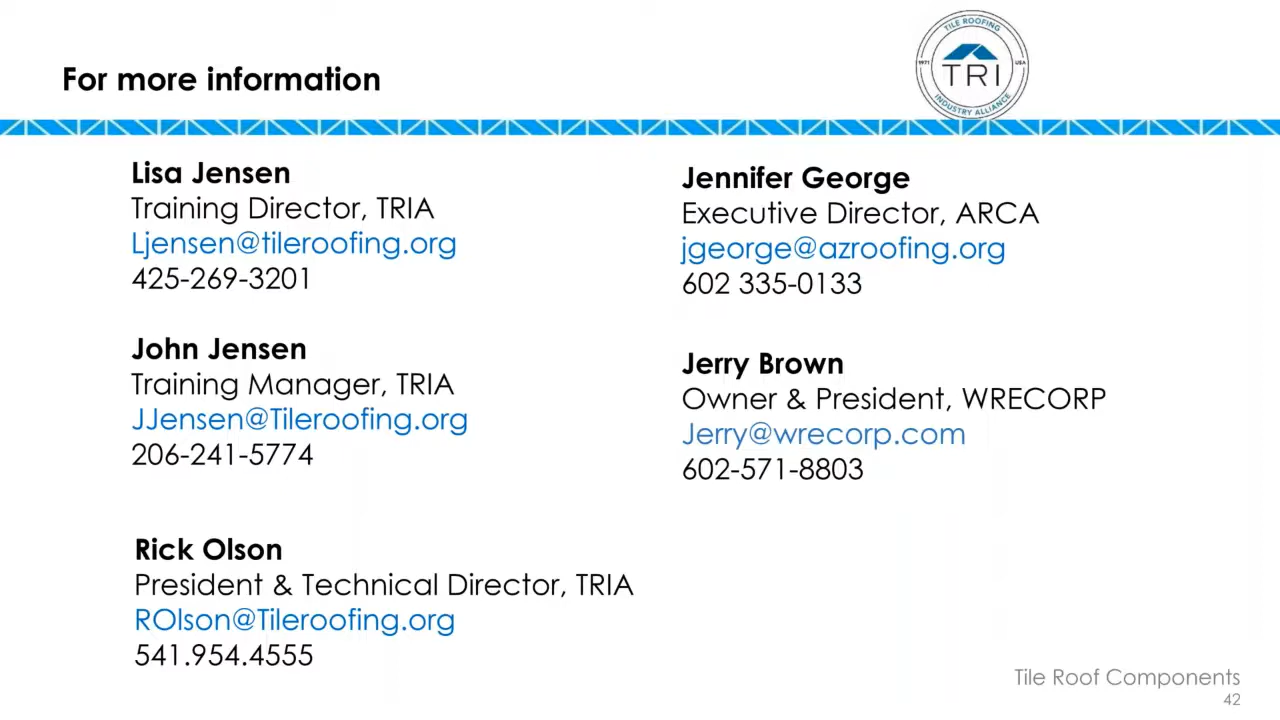 For more information
TILE ROOFING
1971
USA
TRI
INDUSTRY ALLIANCE
Lisa Jensen
Training Director, TRIA
Ljensen@tileroofing.org
425-269-3201
John Jensen
Training Manager, TRIA
JJensen@Tileroofing.org
206-241-5774
Rick Olson
President & Technical Director, TRIA
ROlson@Tileroofing.org
541.954.4555
Jennifer George
Executive Director, ARCA
jgeorge@azroofing.org
602 335-0133
Jerry Brown
Owner & President, WRECORP
Jerry@wrecorp.com
602-571-8803
Tile Roof Components
42